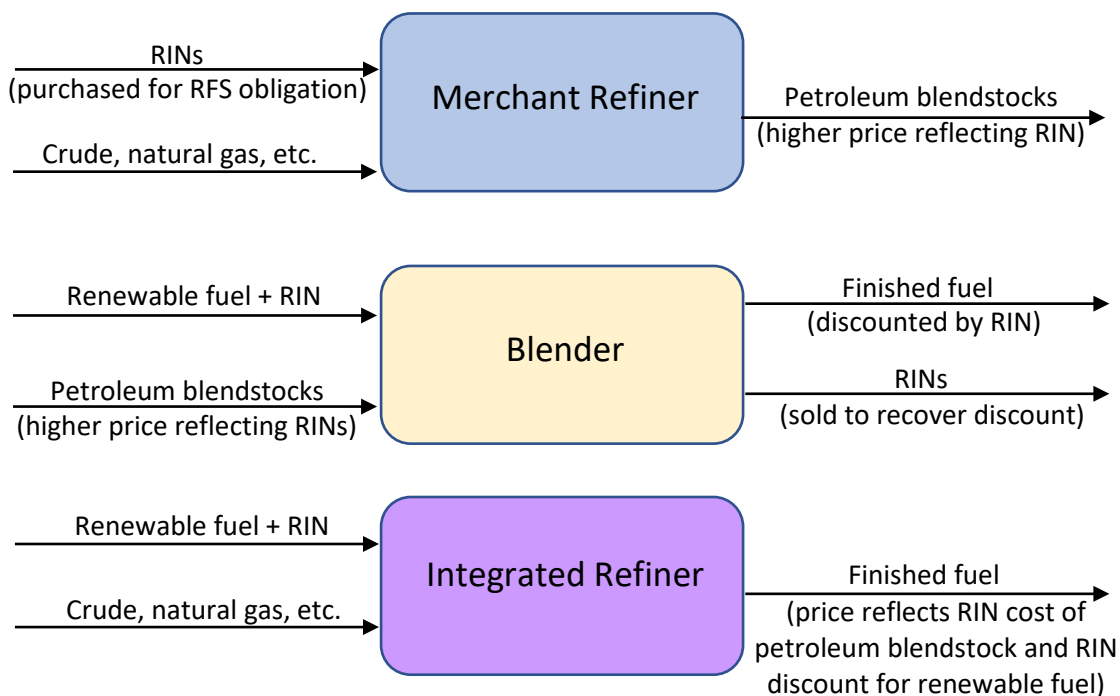 RINs
(purchased for RFS obligation)
Crude, natural gas, etc.
Merchant Refiner
Petroleum blendstocks
(higher price reflecting RIN)
Renewable fuel + RIN
Petroleum blendstocks
(higher price reflecting RINs)
Blender
Finished fuel
(discounted by RIN)
RINs
(sold to recover discount)
Renewable fuel + RIN
Crude, natural gas, etc.
Integrated Refiner
Finished fuel
(price reflects RIN cost of
petroleum blendstock and RIN
discount for renewable fuel)